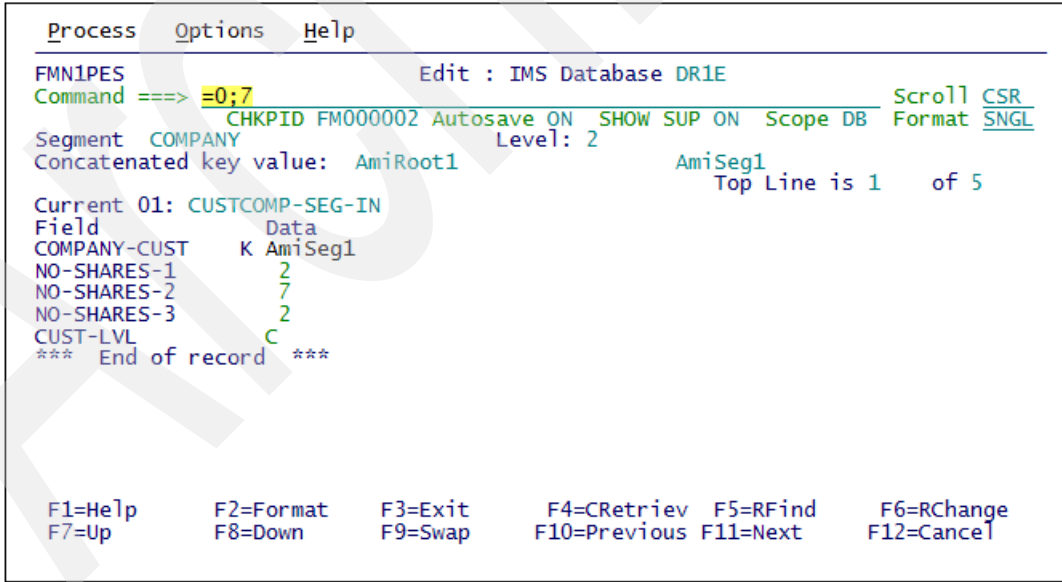 Process Options Help
FMN1PES Edit : IMS Database DR1E
Command ===> =0;7 Scroll CSR
CHKPID FM000002 Autosave ON SHOW SUP ON Scope DB Format SNGL
Segment COMPANY Level: 2
Concatenated key value: AmiRoot1 AmiSeg1
Top Line is 1 of 5
Current 01: CUSTCOMP-SEG-IN
Field Data
COMPANY-CUST K AmiSeg1
NO-SHARES-1 2
NO-SHARES-2 7
NO-SHARES-3 2
CUST-LVL C
*** End of record ***
F1=Help F2=Format F3=Exit F4=CRetriev F5=RFind F6=RChange
F7=Up F8=Down F9=Swap F10=Previous F11=Next F12=Cancel